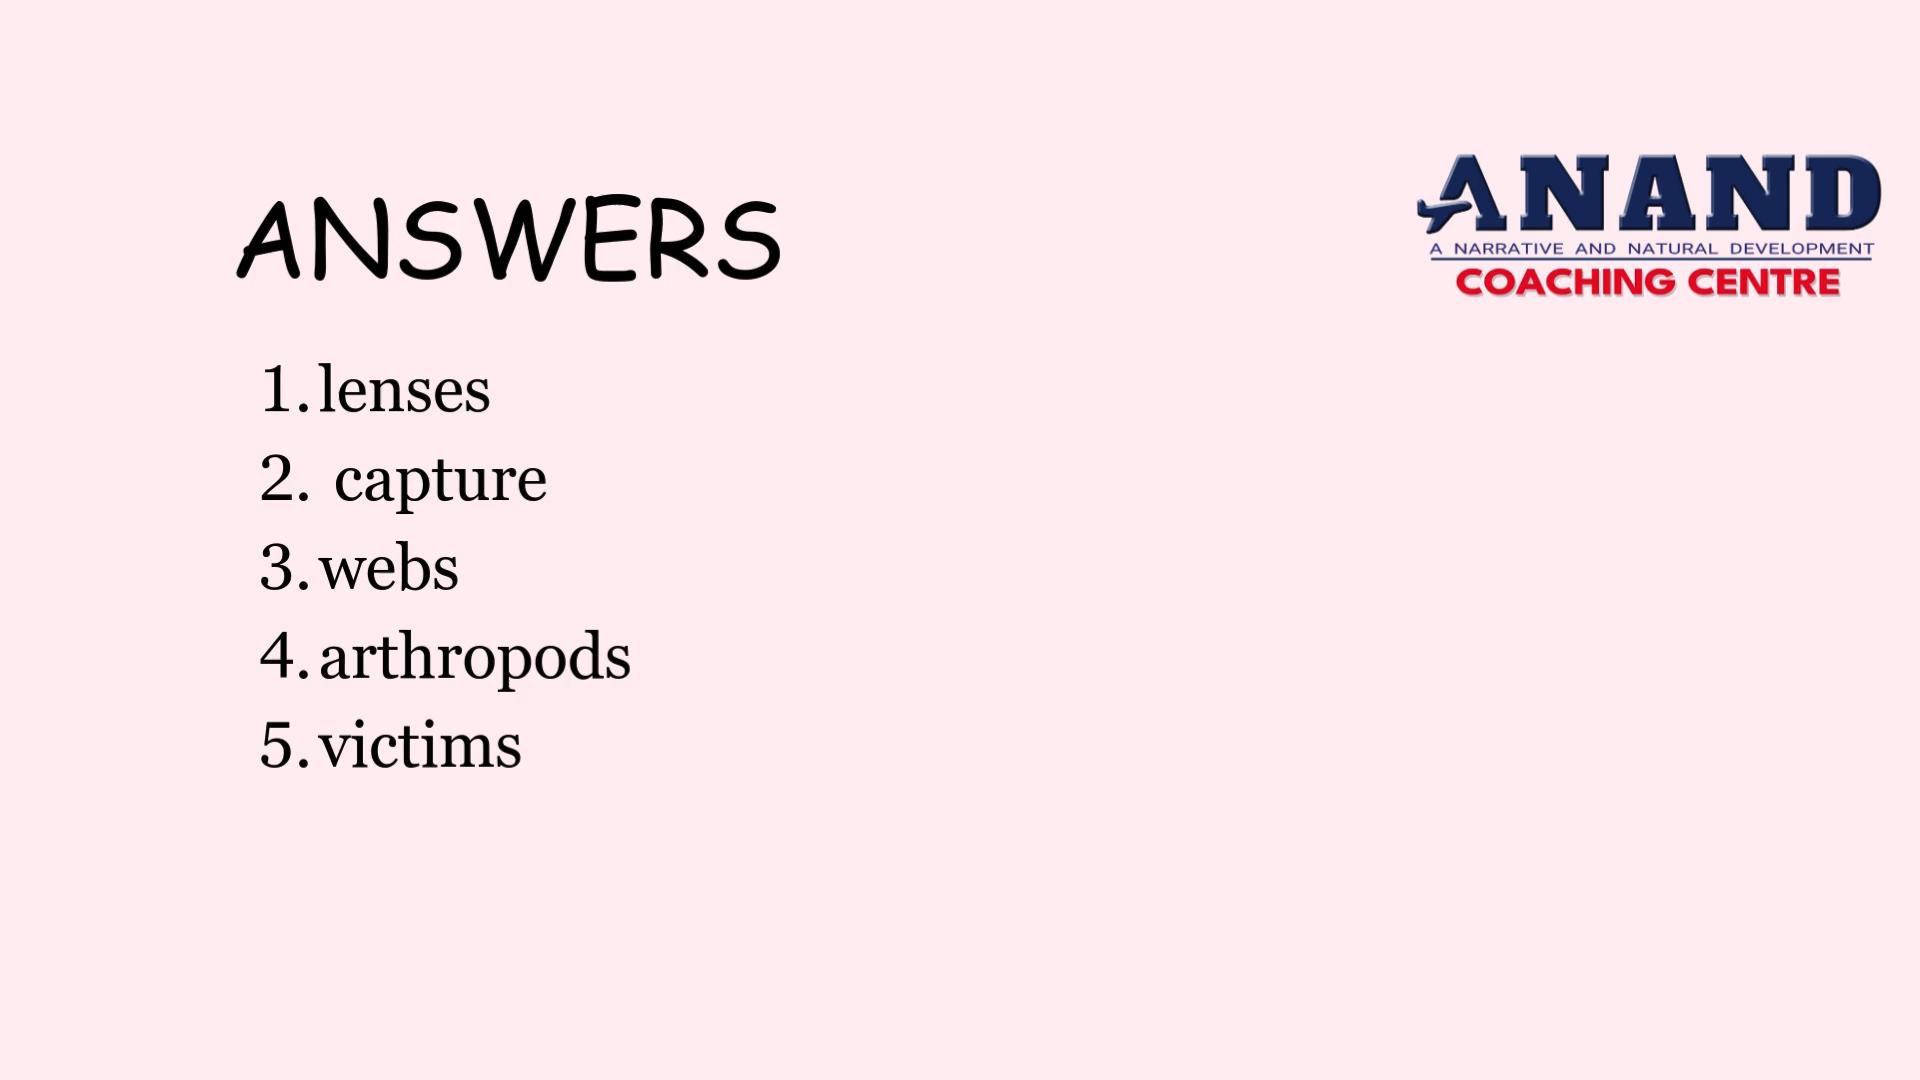 ANSWERS
ANAND
A NARRATIVE AND NATURAL DEVELOPMENT
COACHING CENTRE
1. lenses
2. capture
3. webs
4. arthropods
5. victims